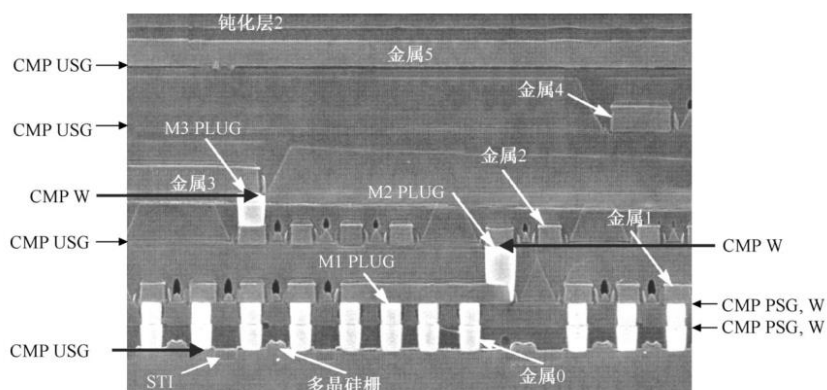 钝化层2
金属5
CMP USG
金属4
CMP USG
M3 PLUG
金属2
金属3
M2 PLUG
CMP W
金属1
CMP USG
CMP W
M1 PLUG
CMP PSG, W
CMP PSG, W
CMP USG
STI
多晶硅栅
金属0